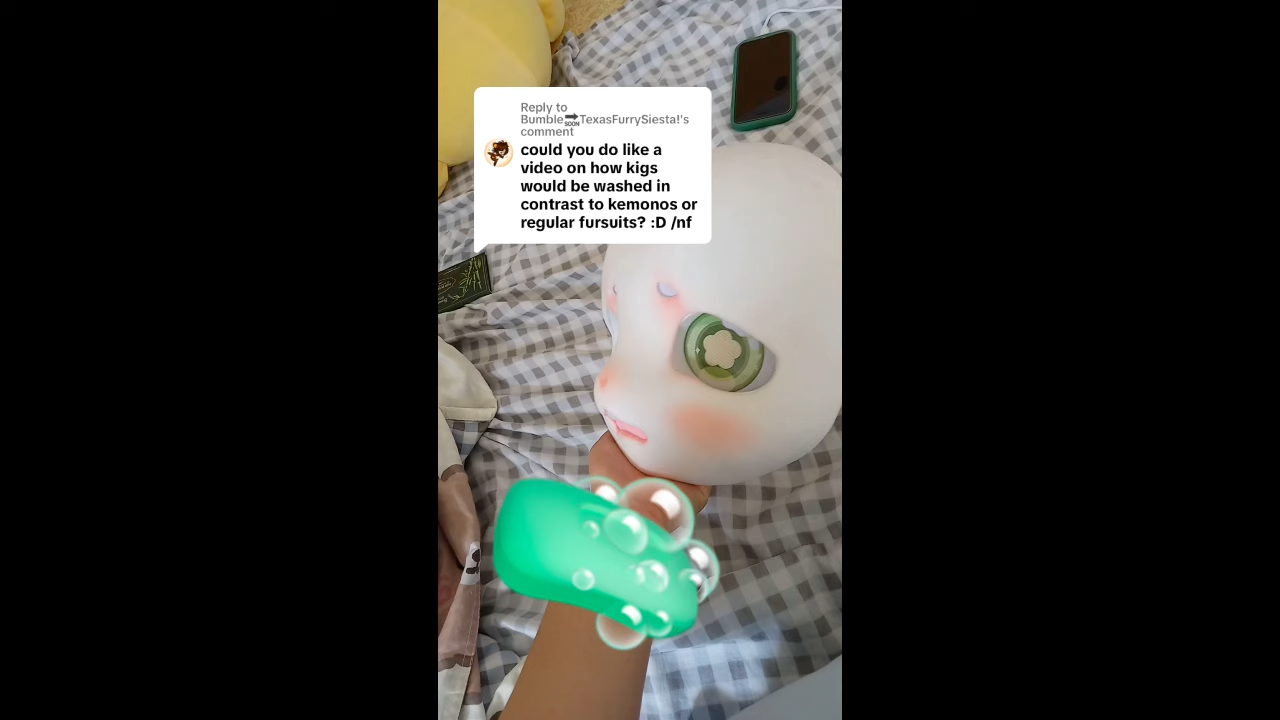 Reply to
Bumble🔜TexasFurrySiesta!'s
comment
could you do like a
video on how kigs
would be washed in
contrast to kemonos or
regular fursuits? :D /nf